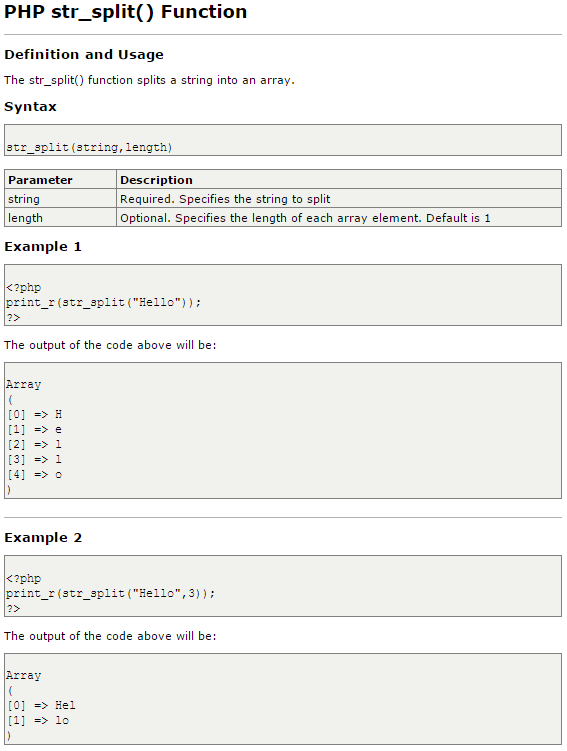 PHP str_split() Function
Definition and Usage
The str_split() function splits a string into an array.
Syntax
str_split(string,length)
Parameter Description
string Required. Specifies the string to split
length Optional. Specifies the length of each array element. Default is 1
Example 1
<?php
print_r(str_split("Hello"));
?>
The output of the code above will be:
Array
(
[0] => H
[1] => e
[2] => l
[3] => l
[4] => o
)
Example 2
<?php
print_r(str_split("Hello",3));
?>
The output of the code above will be:
Array
(
[0] => Hel
[1] => lo
)